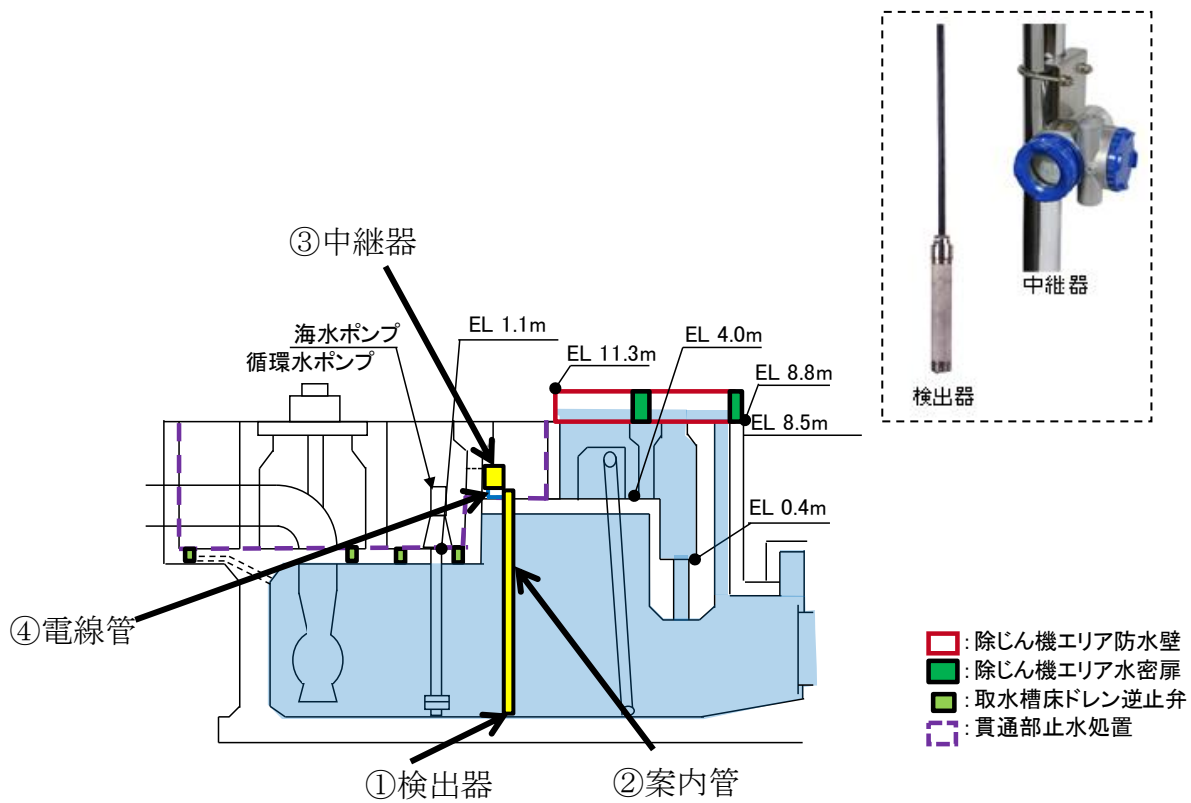 中継器
検出器
③中継器
海水ポンプ
循環水ポンプ
EL 1.1m
EL 11.3m
EL 4.0m
EL 8.8m
EL 8.5m
EL 0.4m
④電線管
①検出器
②案内管
:除じん機エリア防水壁
:除じん機エリア水密扉
:取水槽床ドレン逆止弁
:貫通部止水処置